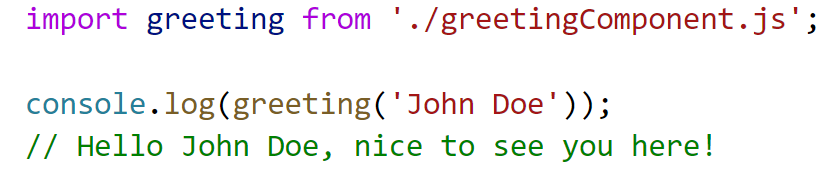 import greeting from './greetingComponent.js';
console.log(greeting('John Doe'));
// Hello John Doe, nice to see you here!